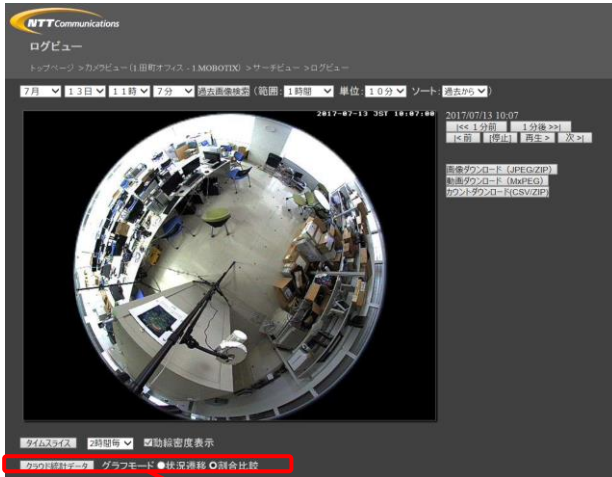 NTT Communications
ログビュー
トップページ >カメラビュー(1.田町オフィス - 1.MOBOTIX) >サーチビュー >ログビュー
7月 13日 11時 7分 過去画像検索 (範囲: 1時間 単位: 10分 ソート: 過去から)
2017-07-13 JST 10:07:00
2017/07/13 10:07
|<< 1分前 1分後 >>|
|< 前 [停止] 再生 > 次 >|
画像ダウンロード (JPEG/ZIP)
動画ダウンロード (MxPEG)
カウントダウンロード(CSV/ZIP)
タイムスライス 2時間毎 動線密度表示
クラウド統計データ グラフモード 状況遷移 割合比較